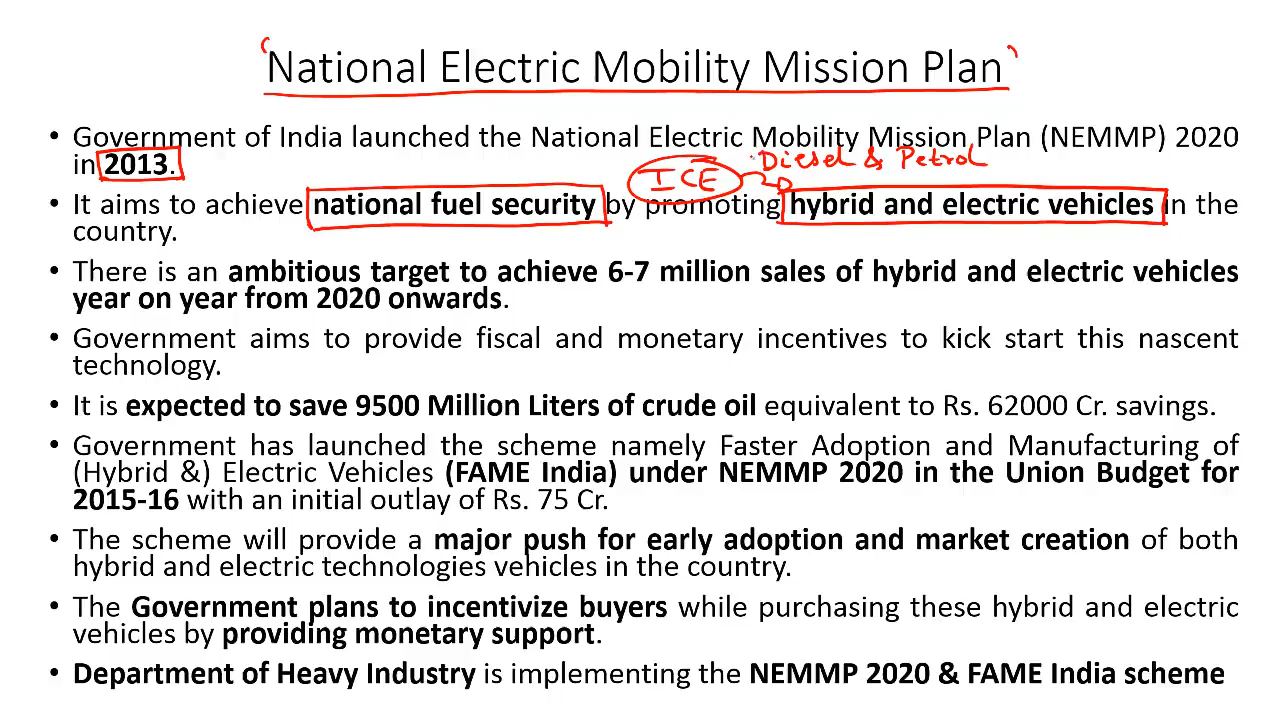 'National Electric Mobility Mission Plan'
• Government of India launched the National Electric Mobility Mission Plan (NEMMP) 2020
in 2013.
ICE Diesel & Petrol
• It aims to achieve national fuel security by promoting hybrid and electric vehicles in the
country.
• There is an ambitious target to achieve 6-7 million sales of hybrid and electric vehicles
year on year from 2020 onwards.
• Government aims to provide fiscal and monetary incentives to kick start this nascent
technology.
• It is expected to save 9500 Million Liters of crude oil equivalent to Rs. 62000 Cr. savings.
• Government has launched the scheme namely Faster Adoption and Manufacturing of
(Hybrid &) Electric Vehicles (FAME India) under NEMMP 2020 in the Union Budget for
2015-16 with an initial outlay of Rs. 75 Cr.
• The scheme will provide a major push for early adoption and market creation of both
hybrid and electric technologies vehicles in the country.
• The Government plans to incentivize buyers while purchasing these hybrid and electric
vehicles by providing monetary support.
• Department of Heavy Industry is implementing the NEMMP 2020 & FAME India scheme